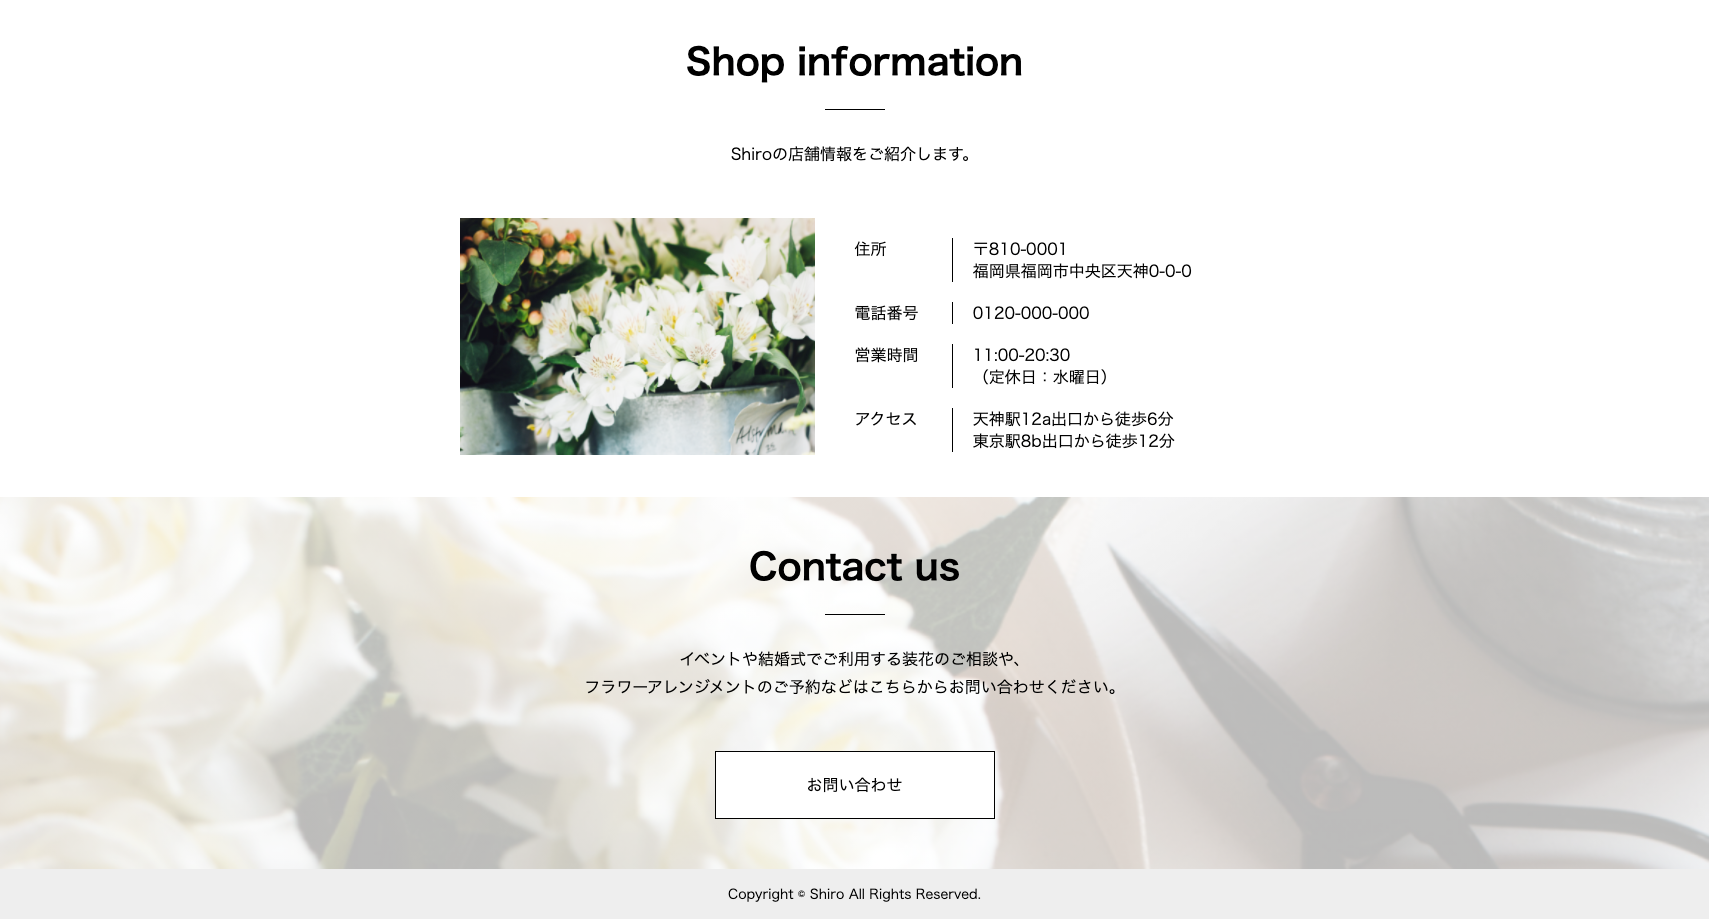 Shop information
Shiroの店舗情報をご紹介します。
住所
〒810-0001
福岡県福岡市中央区天神0-0-0
電話番号
0120-000-000
営業時間
11:00-20:30
（定休日：水曜日）
アクセス
天神駅12a出口から徒歩6分
東京駅8b出口から徒歩12分
Contact us
イベントや結婚式でご利用する装花のご相談や、
フラワーアレンジメントのご予約などはこちらからお問い合わせください。
お問い合わせ
Copyright © Shiro All Rights Reserved.